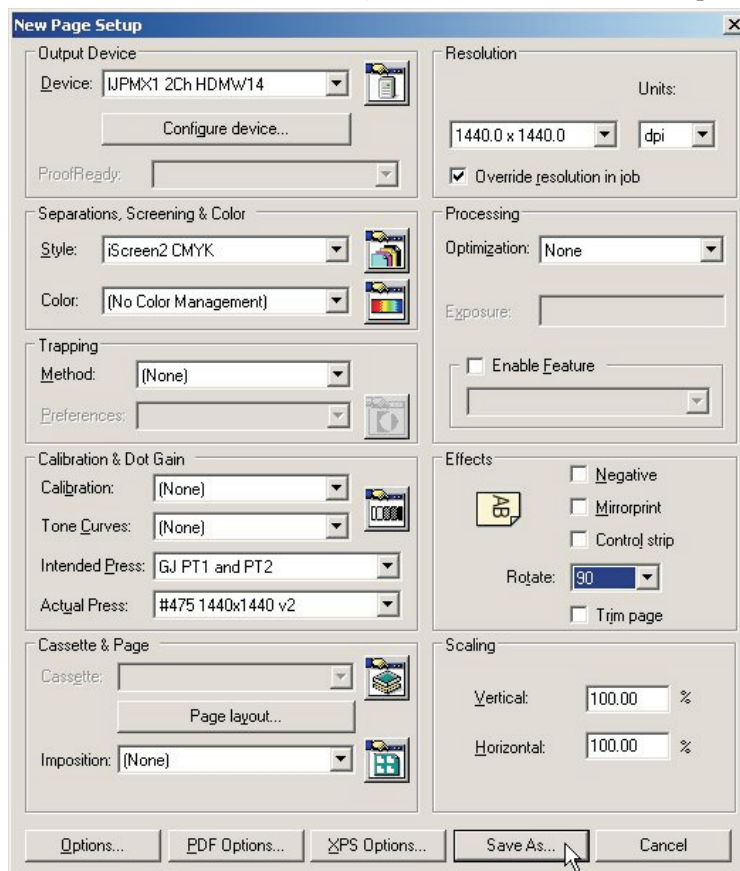 New Page Setup
Output Device
Device: IJPMX1 2Ch HDMW14
Configure device...
ProofReady:
Separations, Screening & Color
Style: iScreen2 CMYK
Color: (No Color Management)
Trapping
Method: (None)
Preferences:
Calibration & Dot Gain
Calibration: (None)
Tone Curves: (None)
Intended Press: GJ PT1 and PT2
Actual Press: #475 1440x1440 v2
Cassette & Page
Cassette:
Page layout...
Imposition: (None)
Resolution
Units:
1440.0 x 1440.0 dpi
Override resolution in job
Processing
Optimization: None
Exposure:
Enable Feature
Effects
AB
Negative
Mirrorprint
Control strip
Rotate: 90
Trim page
Scaling
Vertical: 100.00 %
Horizontal: 100.00 %
Options... PDF Options... XPS Options... Save As... Cancel